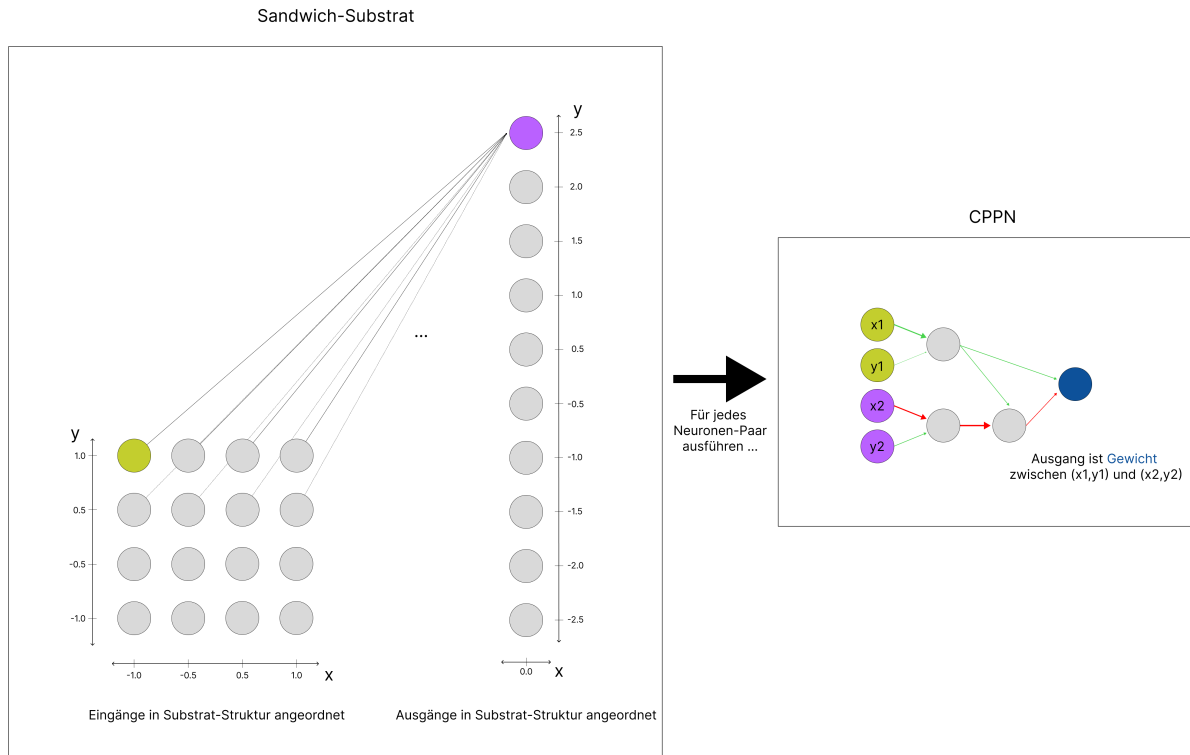 Sandwich-Substrat
y
2.5
2.0
1.5
1.0
0.5
-0.5
-1.0
-1.5
-2.0
-2.5
0.0
x
...
y
1.0
0.5
-0.5
-1.0
-1.0
-0.5
0.5
1.0
x
Eingänge in Substrat-Struktur angeordnet
Ausgänge in Substrat-Struktur angeordnet
Für jedes
Neuronen-Paar
ausführen ...
CPPN
x1
y1
x2
y2
Ausgang ist Gewicht
zwischen (x1,y1) und (x2,y2)